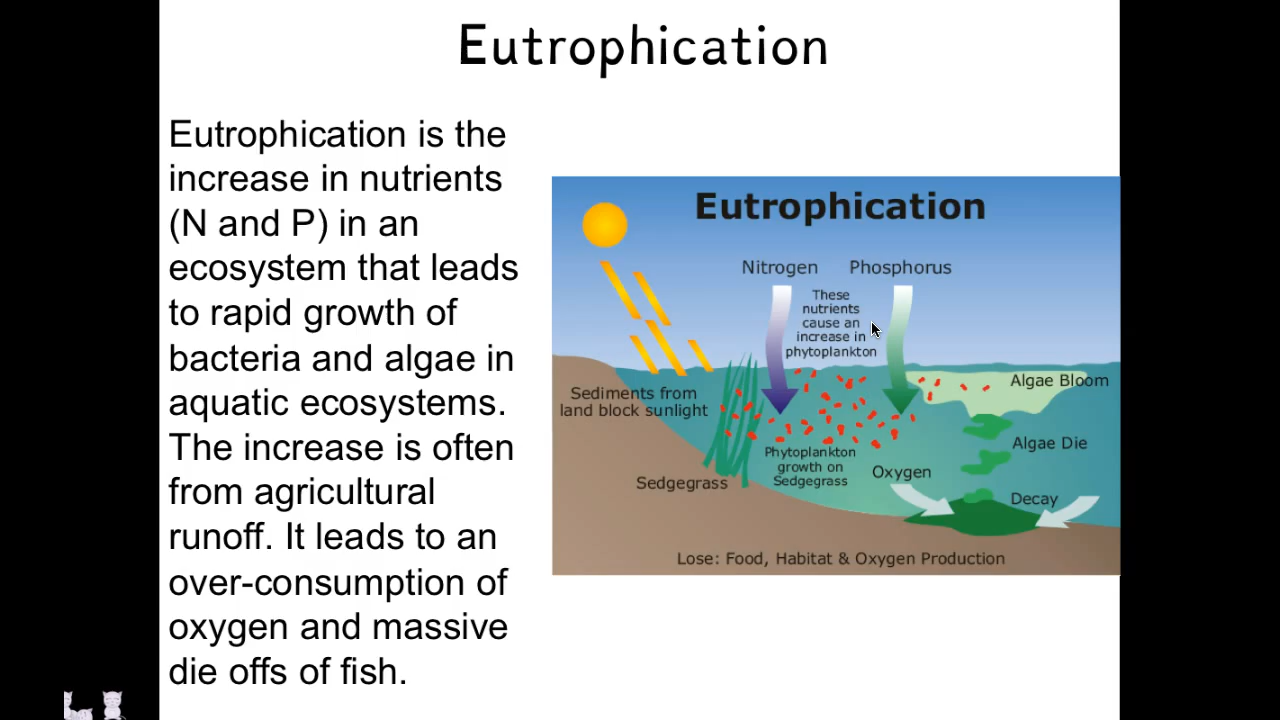 Eutrophication
Eutrophication is the
increase in nutrients
(N and P) in an
ecosystem that leads
to rapid growth of
bacteria and algae in
aquatic ecosystems.
The increase is often
from agricultural
runoff. It leads to an
over-consumption of
oxygen and massive
die offs of fish.
Eutrophication
Nitrogen
Phosphorus
These
nutrients
cause an
increase in
phytoplankton
Sediments from
land block sunlight
Algae Bloom
Algae Die
Phytoplankton
growth on
Sedgegrass
Oxygen
Sedgegrass
Decay
Lose: Food, Habitat & Oxygen Production